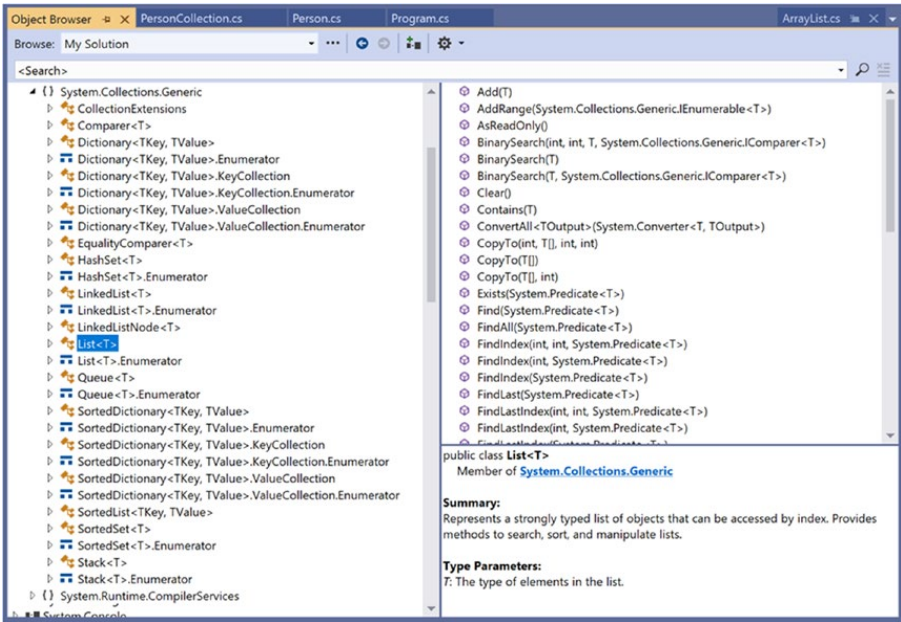 Object Browser
PersonCollection.cs
Person.cs
Program.cs
ArrayList.cs
Browse: My Solution
<Search>
{} System.Collections.Generic
CollectionExtensions
Comparer<T>
Dictionary<TKey, TValue>
Dictionary<TKey, TValue>.Enumerator
Dictionary<TKey, TValue>.KeyCollection
Dictionary<TKey, TValue>.KeyCollection.Enumerator
Dictionary<TKey, TValue>.ValueCollection
Dictionary<TKey, TValue>.ValueCollection.Enumerator
EqualityComparer<T>
HashSet<T>
HashSet<T>.Enumerator
LinkedList<T>
LinkedList<T>.Enumerator
LinkedListNode<T>
List<T>
List<T>.Enumerator
Queue<T>
Queue<T>.Enumerator
SortedDictionary<TKey, TValue>
SortedDictionary<TKey, TValue>.Enumerator
SortedDictionary<TKey, TValue>.KeyCollection
SortedDictionary<TKey, TValue>.KeyCollection.Enumerator
SortedDictionary<TKey, TValue>.ValueCollection
SortedDictionary<TKey, TValue>.ValueCollection.Enumerator
SortedList<TKey, TValue>
SortedSet<T>
SortedSet<T>.Enumerator
Stack<T>
Stack<T>.Enumerator
{} System.Runtime.CompilerServices
System.Console
Add(T)
AddRange(System.Collections.Generic.IEnumerable<T>)
AsReadOnly()
BinarySearch(int, int, T, System.Collections.Generic.IComparer<T>)
BinarySearch(T)
BinarySearch(T, System.Collections.Generic.IComparer<T>)
Clear()
Contains(T)
ConvertAll<TOutput>(System.Converter<T, TOutput>)
CopyTo(int, T[], int, int)
CopyTo(T[])
CopyTo(T[], int)
Exists(System.Predicate<T>)
Find(System.Predicate<T>)
FindAll(System.Predicate<T>)
FindIndex(int, int, System.Predicate<T>)
FindIndex(int, System.Predicate<T>)
FindIndex(System.Predicate<T>)
FindLast(System.Predicate<T>)
FindLastIndex(int, int, System.Predicate<T>)
FindLastIndex(int, System.Predicate<T>)
FindLastIndex(System.Predicate<T>)
public class List<T>
Member of System.Collections.Generic
Summary:
Represents a strongly typed list of objects that can be accessed by index. Provides
methods to search, sort, and manipulate lists.
Type Parameters:
T: The type of elements in the list.